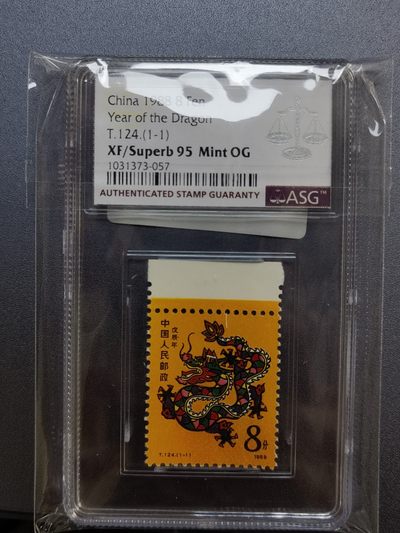 China 1988 8 Fen
Year of the Dragon
T.124.(1-1)
XF/Superb 95 Mint OG
1031373-057
AUTHENTICATED STAMP GUARANTY
ASG™
戊辰年
中国人民邮政
8分
T.124.(1-1)
1988